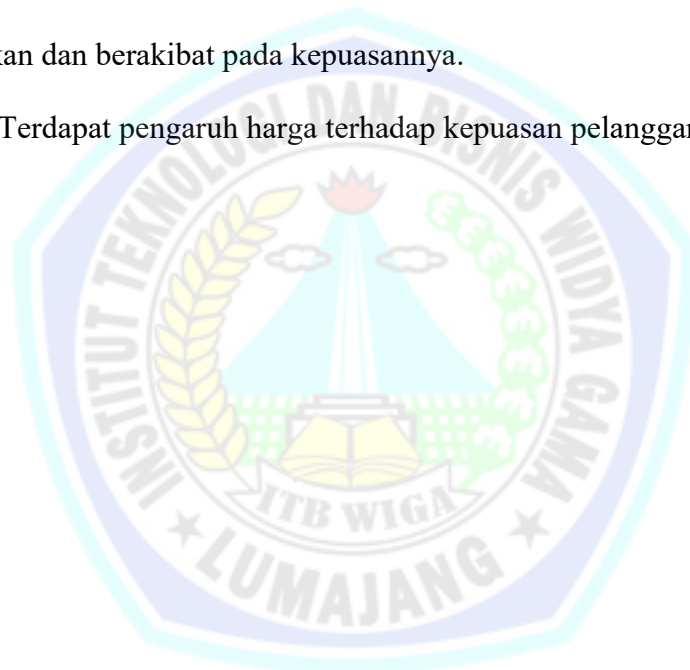 kan dan berakibat pada kepuasannya.
Terdapat pengaruh harga terhadap kepuasan pelanggan
INSTITUT TEKNOLOGI DAN BISNIS WIDYA GAMA
ITB WIGA
LUMAJANG